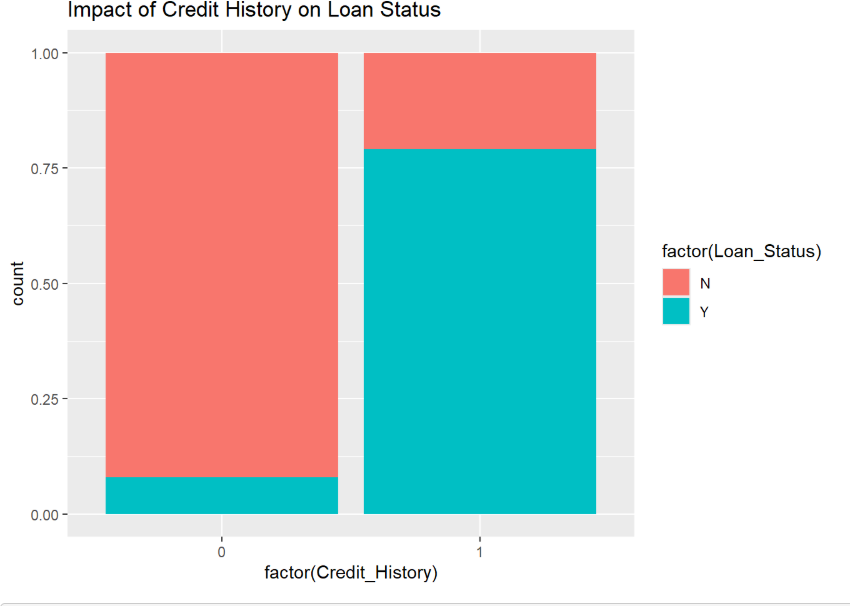 Impact of Credit History on Loan Status
1.00
0.75
0.50
0.25
0.00
count
0
1
factor(Credit_History)
factor(Loan_Status)
N
Y